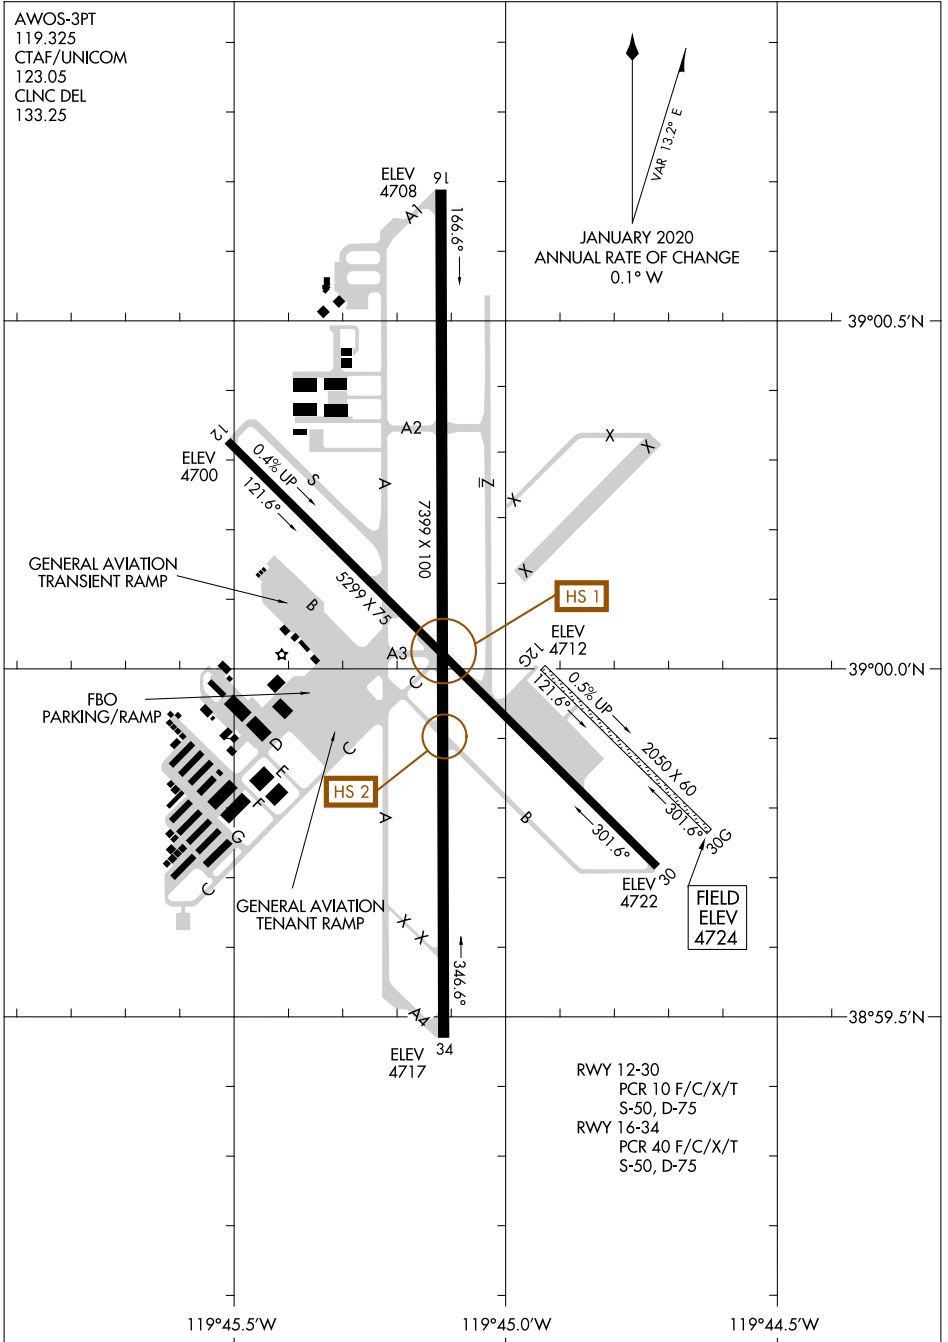 AWOS-3PT
119.325
CTAF/UNICOM
123.05
CLNC DEL
133.25
VAR 13.2° E
JANUARY 2020
ANNUAL RATE OF CHANGE
0.1° W
ELEV
4708
16
A1
166.6°
39°00.5'N
A2
12
ELEV
4700
0.4% UP
121.6°
S
A
Z
X
X
X
X
7399 X 100
GENERAL AVIATION
TRANSIENT RAMP
B
5299 X 75
HS 1
ELEV
4712
12G
A3
C
39°00.0'N
0.5% UP
121.6°
FBO
PARKING/RAMP
D
C
E
F
G
C
HS 2
2050 X 60
301.6°
30G
A
B
301.6°
30
ELEV
4722
FIELD
ELEV
4724
GENERAL AVIATION
TENANT RAMP
X
X
346.6°
A4
38°59.5'N
34
ELEV
4717
RWY 12-30
PCR 10 F/C/X/T
S-50, D-75
RWY 16-34
PCR 40 F/C/X/T
S-50, D-75
119°45.5'W
119°45.0'W
119°44.5'W